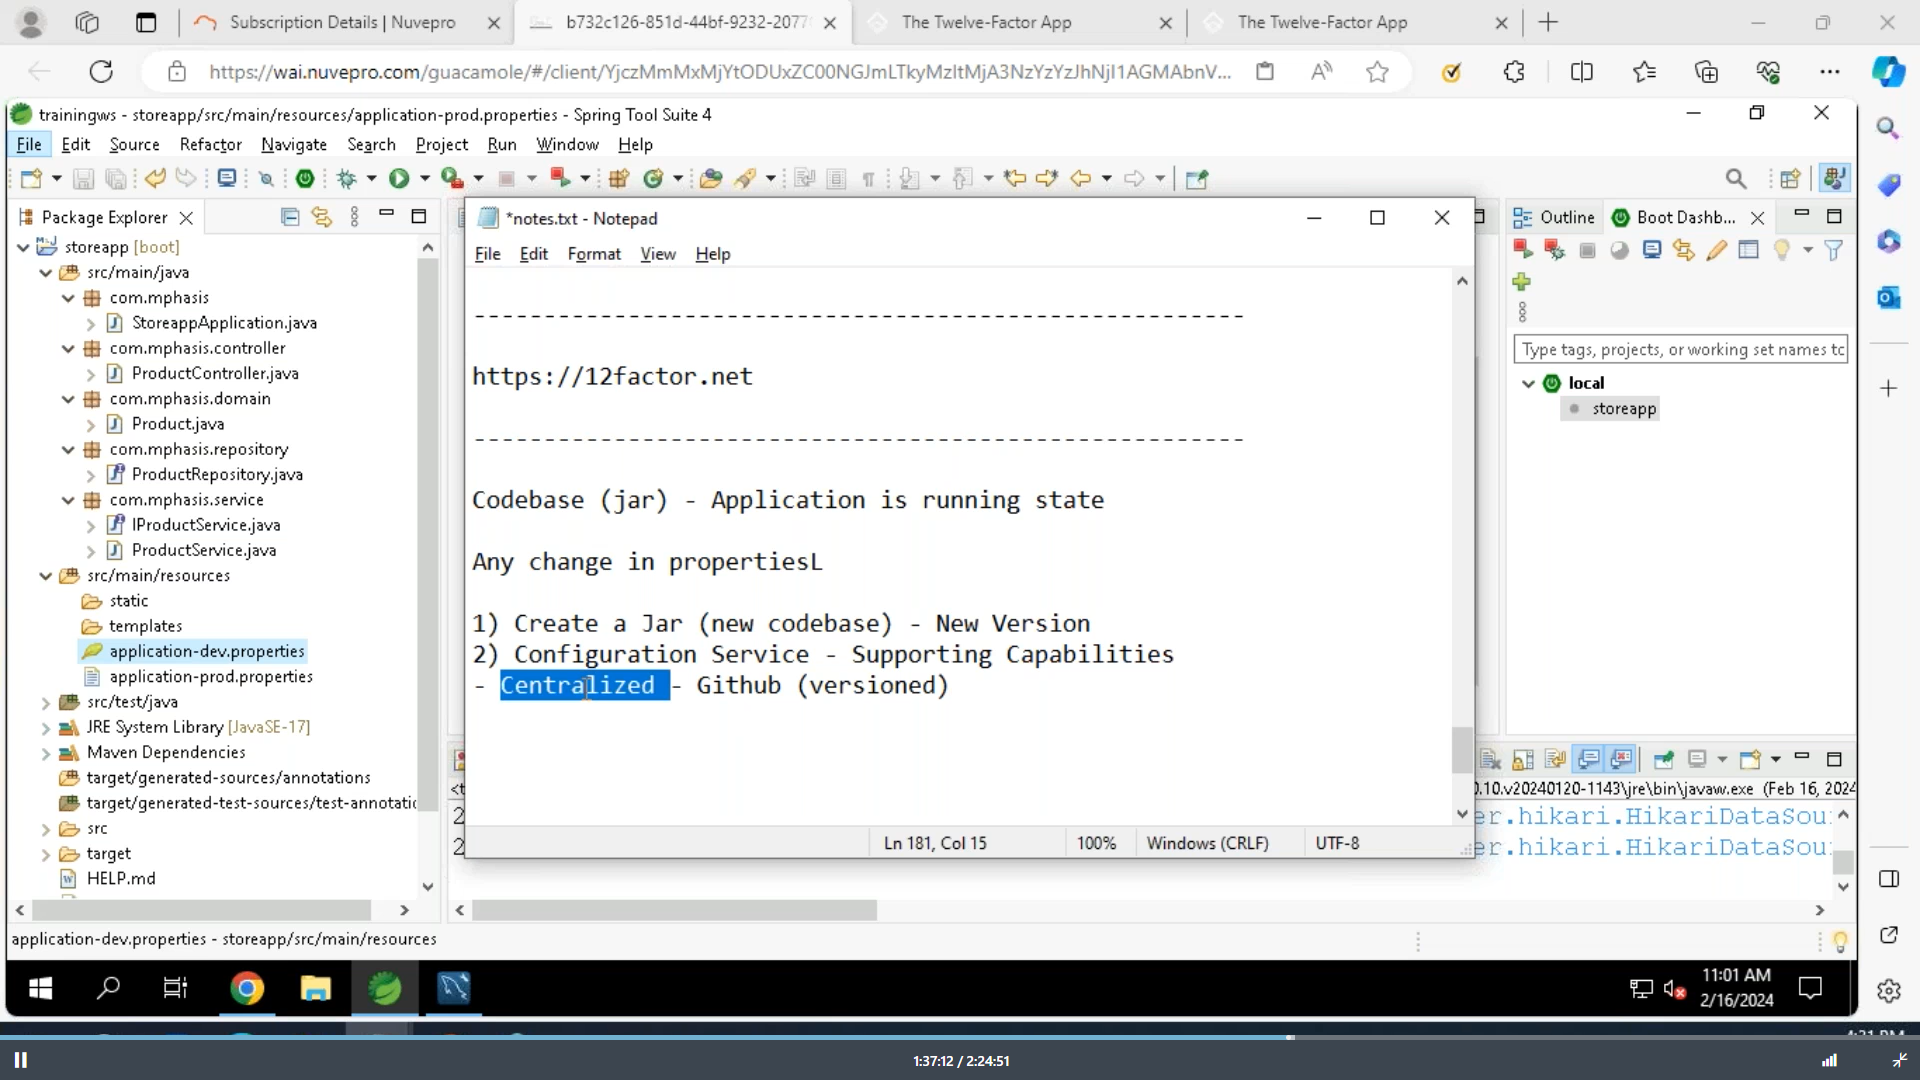 Subscription Details | Nuvepro
b732c126-851d-44bf-9232-2077
The Twelve-Factor App
The Twelve-Factor App
https://wai.nuvepro.com/guacamole/#/client/YjczMmMxMjYtODUxZC00NGJmLTkyMzItMjA3NzYzYzJhNjI1AGMAbnV...
trainingws - storeapp/src/main/resources/application-prod.properties - Spring Tool Suite 4
File Edit Source Refactor Navigate Search Project Run Window Help
Package Explorer
storeapp [boot]
src/main/java
com.mphasis
StoreappApplication.java
com.mphasis.controller
ProductController.java
com.mphasis.domain
Product.java
com.mphasis.repository
ProductRepository.java
com.mphasis.service
IProductService.java
ProductService.java
src/main/resources
static
templates
application-dev.properties
application-prod.properties
src/test/java
JRE System Library [JavaSE-17]
Maven Dependencies
target/generated-sources/annotations
target/generated-test-sources/test-annotatic
src
target
HELP.md
*notes.txt - Notepad
File Edit Format View Help
-------------------------------------------------------
https://12factor.net
-------------------------------------------------------
Codebase (jar) - Application is running state
Any change in propertiesL
1) Create a Jar (new codebase) - New Version
2) Configuration Service - Supporting Capabilities
- Centralized - Github (versioned)
Ln 181, Col 15
100%
Windows (CRLF)
UTF-8
Outline
Boot Dashb...
Type tags, projects, or working set names tc
local
storeapp
<t
).10.v20240120-1143\jre\bin\javaw.exe (Feb 16, 2024
2
er.hikari.HikariDataSou
2
er.hikari.HikariDataSou
application-dev.properties - storeapp/src/main/resources
11:01 AM
2/16/2024
1:37:12 / 2:24:51